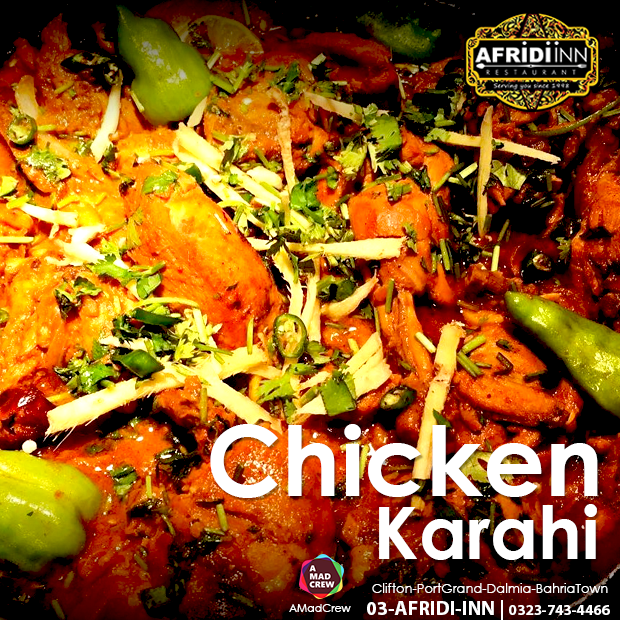 AFRIDI INN
RESTAURANT
Serving you since 1998
Chicken
Karahi
A
MAD
CREW
AMadCrew
Clifton-PortGrand-Dalmia-BahriaTown
03-AFRIDI-INN | 0323-743-4466